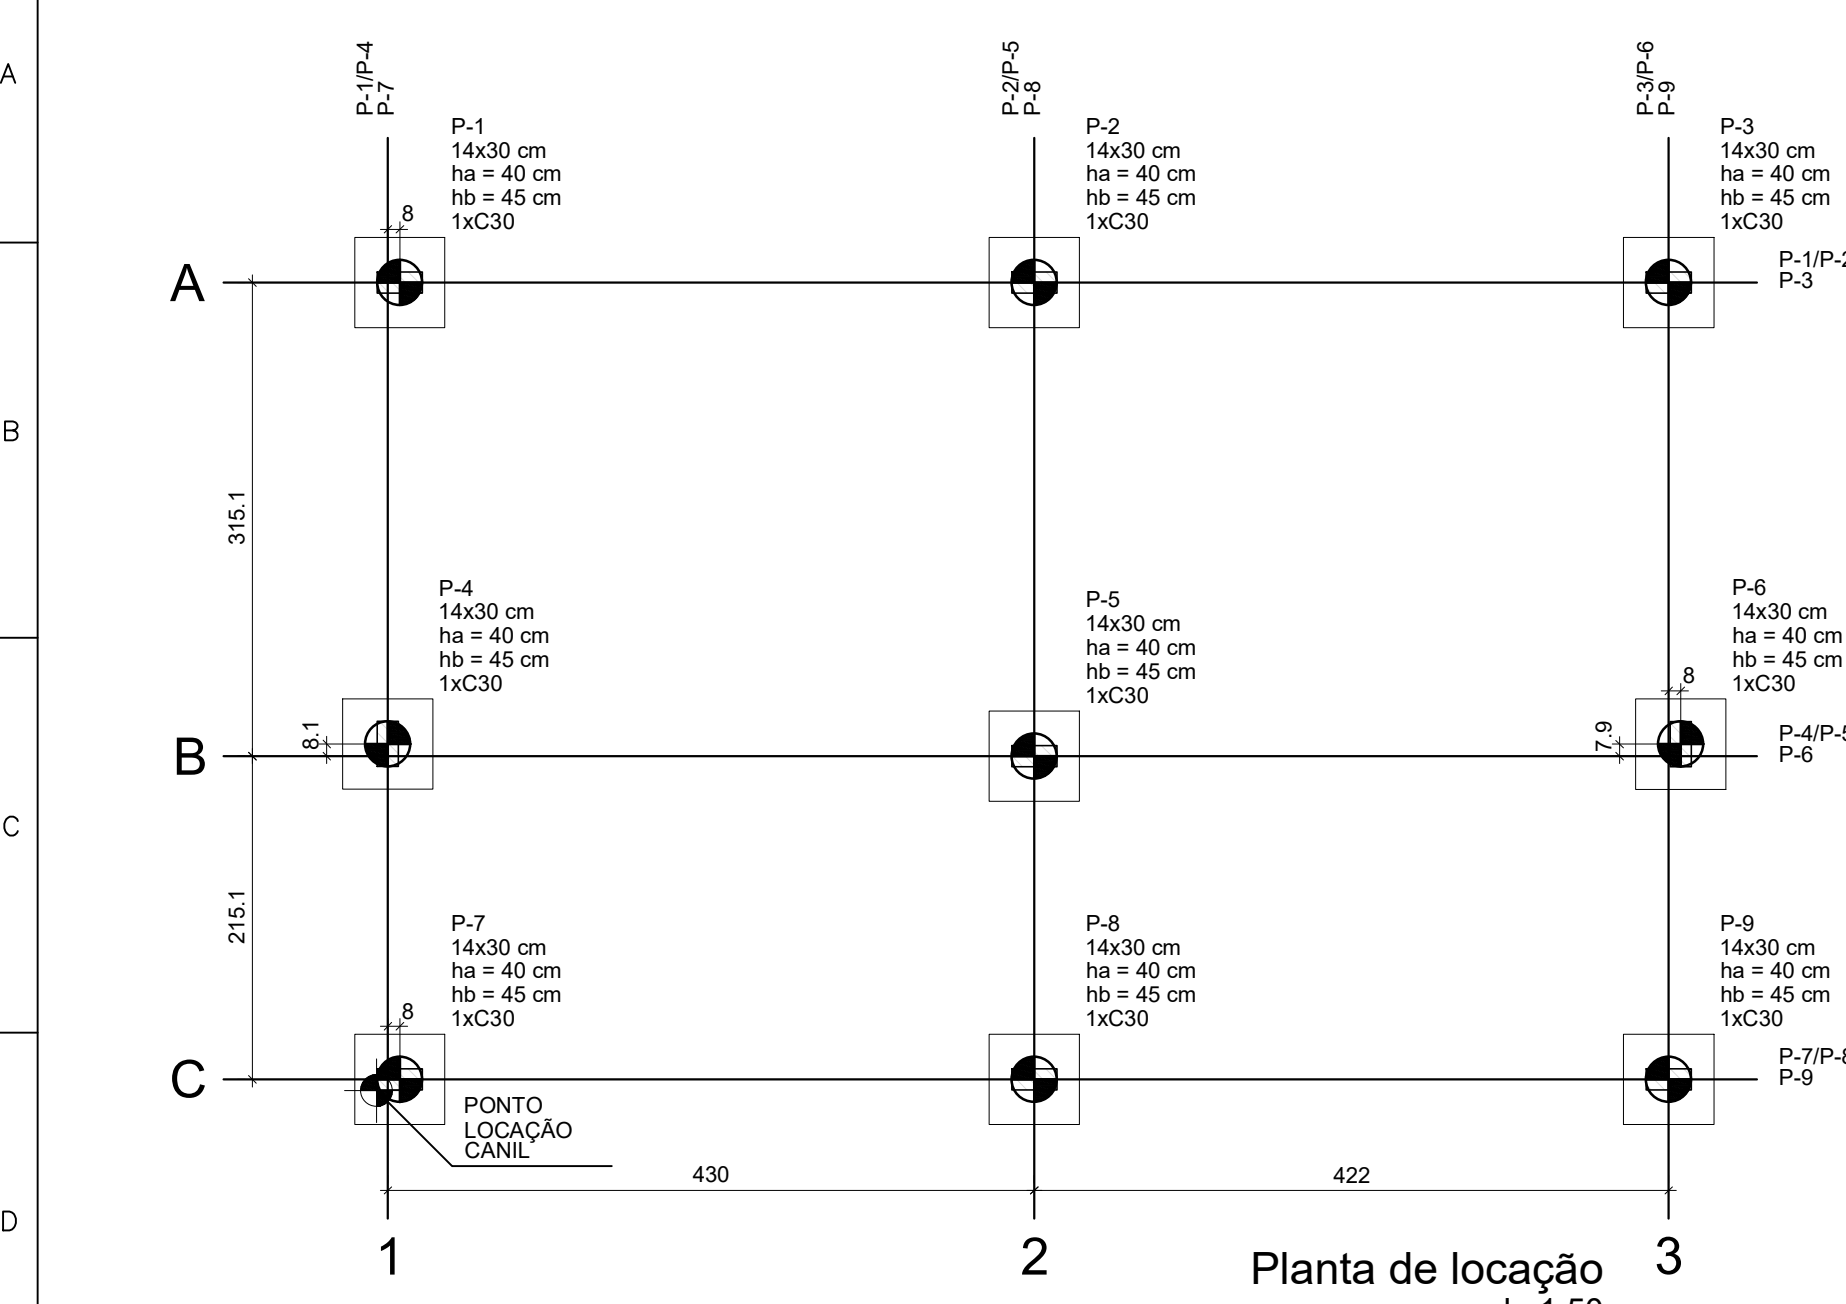 A
B
C
D
P-1/P-4
P-7
P-2/P-5
P-8
P-3/P-6
P-9
P-1
14x30 cm
ha = 40 cm
hb = 45 cm
1xC30
8
P-2
14x30 cm
ha = 40 cm
hb = 45 cm
1xC30
P-3
14x30 cm
ha = 40 cm
hb = 45 cm
1xC30
A
P-1/P-2
P-3
315.1
P-4
14x30 cm
ha = 40 cm
hb = 45 cm
1xC30
8.1
P-5
14x30 cm
ha = 40 cm
hb = 45 cm
1xC30
P-6
14x30 cm
ha = 40 cm
hb = 45 cm
1xC30
8
7.9
B
P-4/P-5
P-6
215.1
P-7
14x30 cm
ha = 40 cm
hb = 45 cm
1xC30
8
P-8
14x30 cm
ha = 40 cm
hb = 45 cm
1xC30
P-9
14x30 cm
ha = 40 cm
hb = 45 cm
1xC30
C
P-7/P-8
P-9
PONTO
LOCAÇÃO
CANIL
430
422
1
2
3
Planta de locação